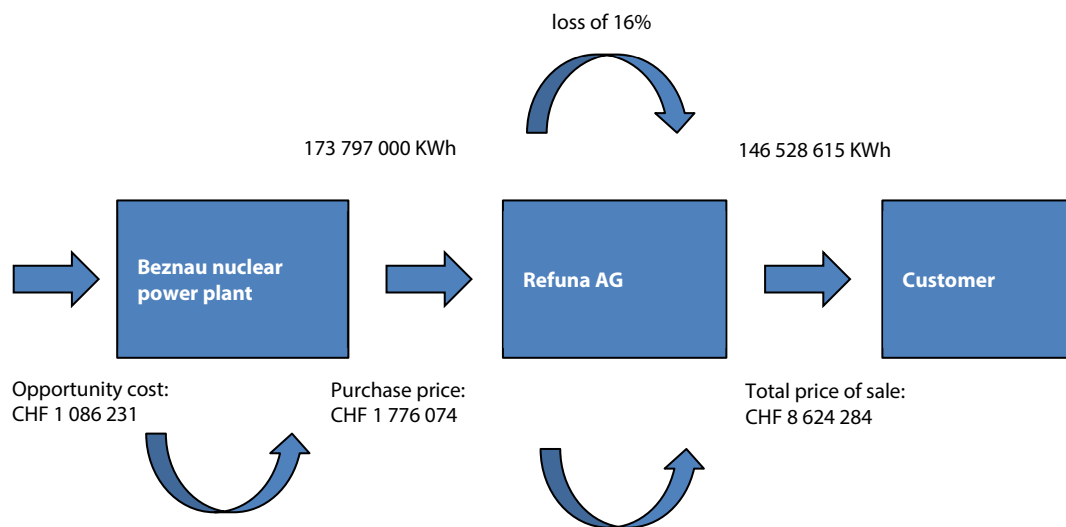 loss of 16%
173 797 000 KWh
146 528 615 KWh
Beznau nuclear
power plant
Refuna AG
Customer
Opportunity cost:
CHF 1 086 231
Purchase price:
CHF 1 776 074
Total price of sale:
CHF 8 624 284